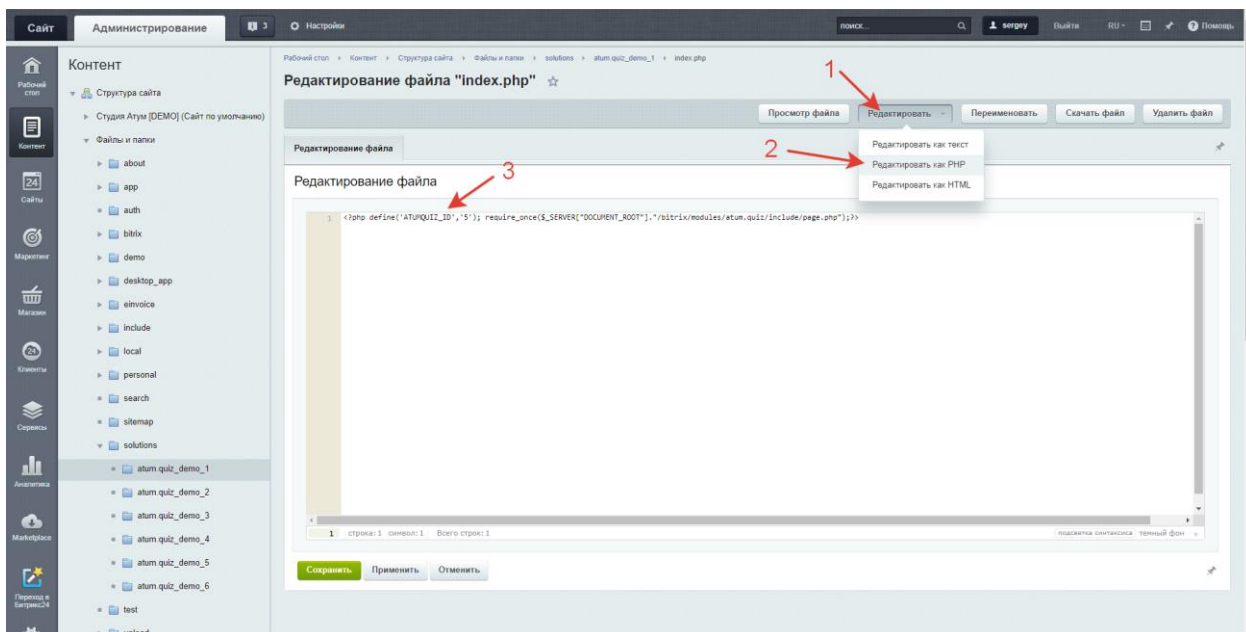 Сайт Администрирование 3 Настройки поиск... sergey Выйти RU Помощь
Рабочий стол
Контент
Сайты
24
Маркетинг
Магазин
24
Клиенты
Сервисы
Аналитика
Marketplace
Переход в Битрикс24
Контент
Структура сайта
Студия Атум [DEMO] (Сайт по умолчанию)
Файлы и папки
about
app
auth
bitrix
demo
desktop_app
einvoice
include
local
personal
search
sitemap
solutions
atum.quiz_demo_1
atum.quiz_demo_2
atum.quiz_demo_3
atum.quiz_demo_4
atum.quiz_demo_5
atum.quiz_demo_6
test
upload
Рабочий стол Контент Структура сайта Файлы и папки solutions atum.quiz_demo_1 index.php
Редактирование файла "index.php"
1
Просмотр файла Редактировать Переименовать Скачать файл Удалить файл
Редактировать как текст
2
Редактировать как PHP
Редактировать как HTML
Редактирование файла
3
Редактирование файла
1 <?php define('ATUMQUIZ_ID','5'); require_once($_SERVER["DOCUMENT_ROOT"]."/bitrix/modules/atum.quiz/include/page.php");?>
1 строка: 1 символ: 1 Всего строк: 1 подсветка синтаксиса темный фон
Сохранить Применить Отменить